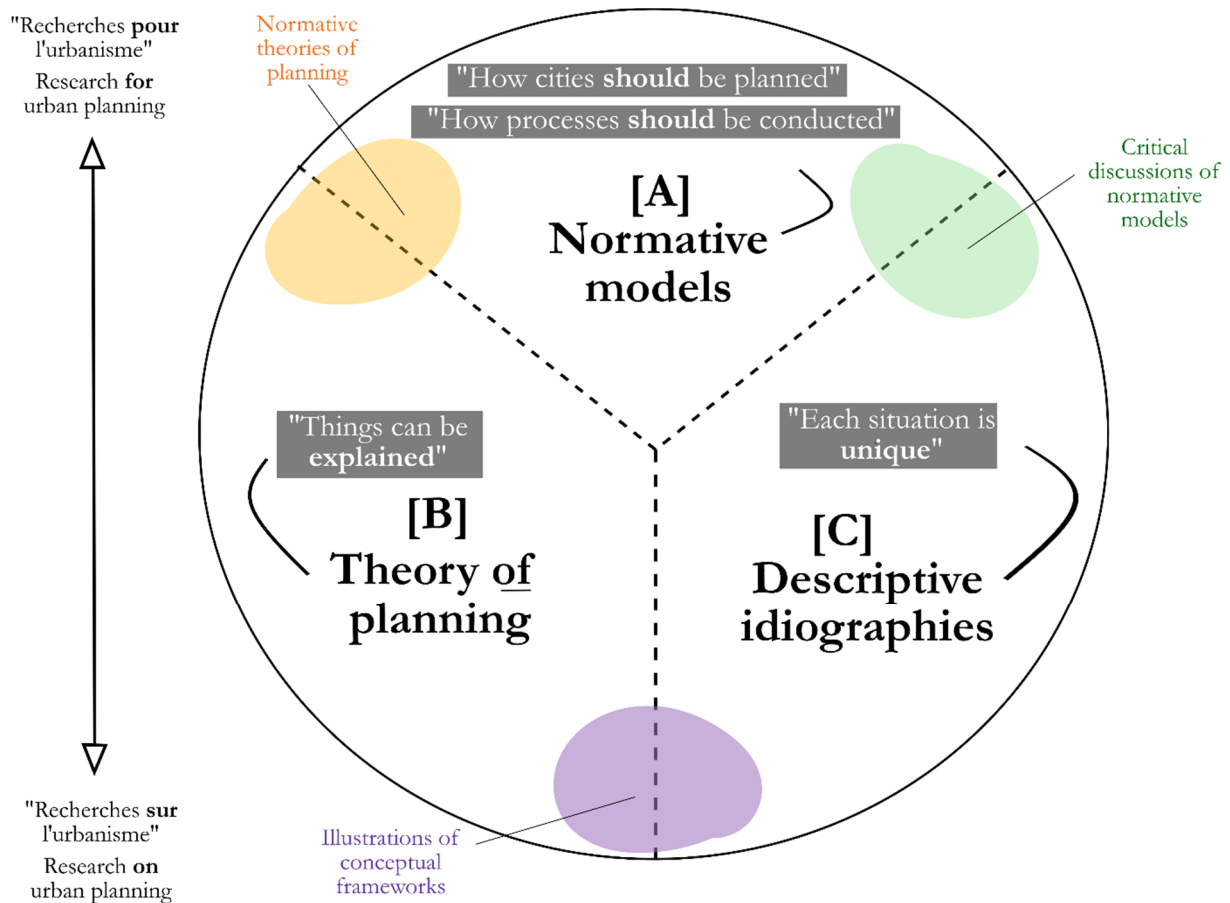 "Recherches pour
l'urbanisme"
Research for
urban planning
Normative
theories of
planning
"How cities should be planned"
"How processes should be conducted"
Critical
discussions of
normative
models
[A]
Normative
models
"Things can be
explained"
[B]
Theory of
planning
"Each situation is
unique"
[C]
Descriptive
idiographies
"Recherches sur
l'urbanisme"
Research on
urban planning
Illustrations of
conceptual
frameworks